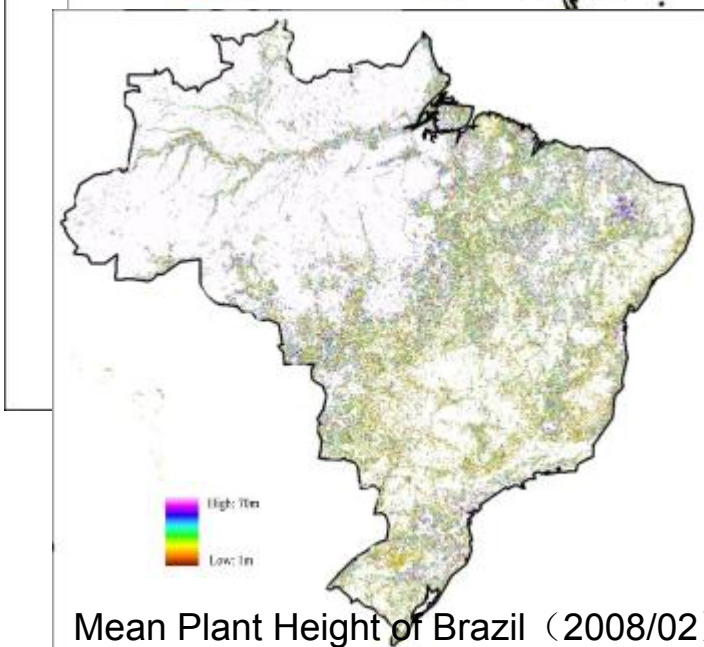 High: 70m
Low: 1m
Mean Plant Height of Brazil（2008/02）